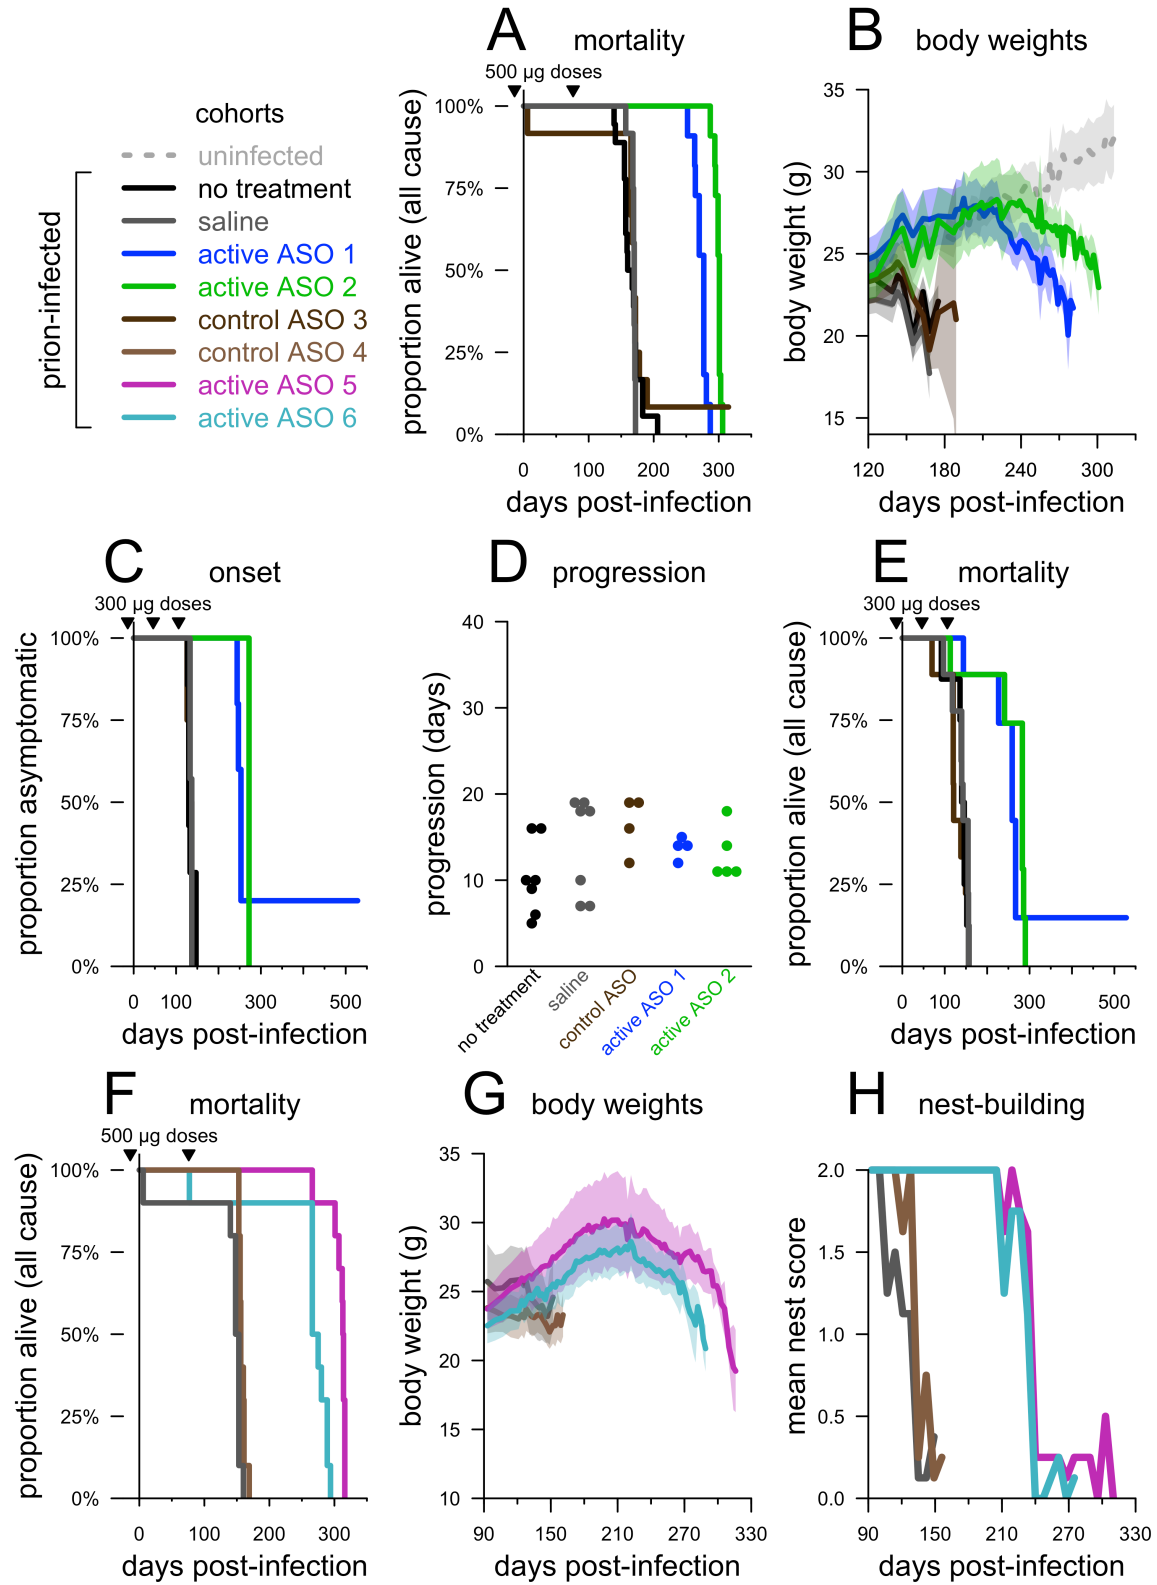 cohorts
uninfected
no treatment
saline
active ASO 1
active ASO 2
control ASO 3
control ASO 4
active ASO 5
active ASO 6
prion-infected
A
mortality
500 µg doses
proportion alive (all cause)
100%
75%
50%
25%
0%
0 100 200 300
days post-infection
B
body weights
body weight (g)
35
30
25
20
15
120 180 240 300
days post-infection
C
onset
300 µg doses
proportion asymptomatic
100%
75%
50%
25%
0%
0 100 300 500
days post-infection
D
progression
progression (days)
40
30
20
10
0
no treatment
saline
control ASO
active ASO 1
active ASO 2
E
mortality
300 µg doses
proportion alive (all cause)
100%
75%
50%
25%
0%
0 100 300 500
days post-infection
F
mortality
500 µg doses
proportion alive (all cause)
100%
75%
50%
25%
0%
0 100 200 300
days post-infection
G
body weights
body weight (g)
35
30
25
20
15
10
90 150 210 270 330
days post-infection
H
nest-building
mean nest score
2.0
1.5
1.0
0.5
0.0
90 150 210 270 330
days post-infection